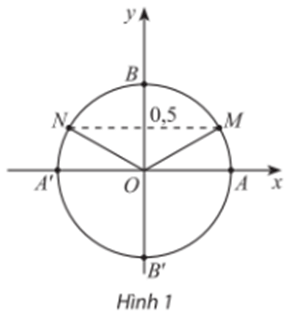 y
B
N 0,5 M
A' O A x
B'
Hình 1